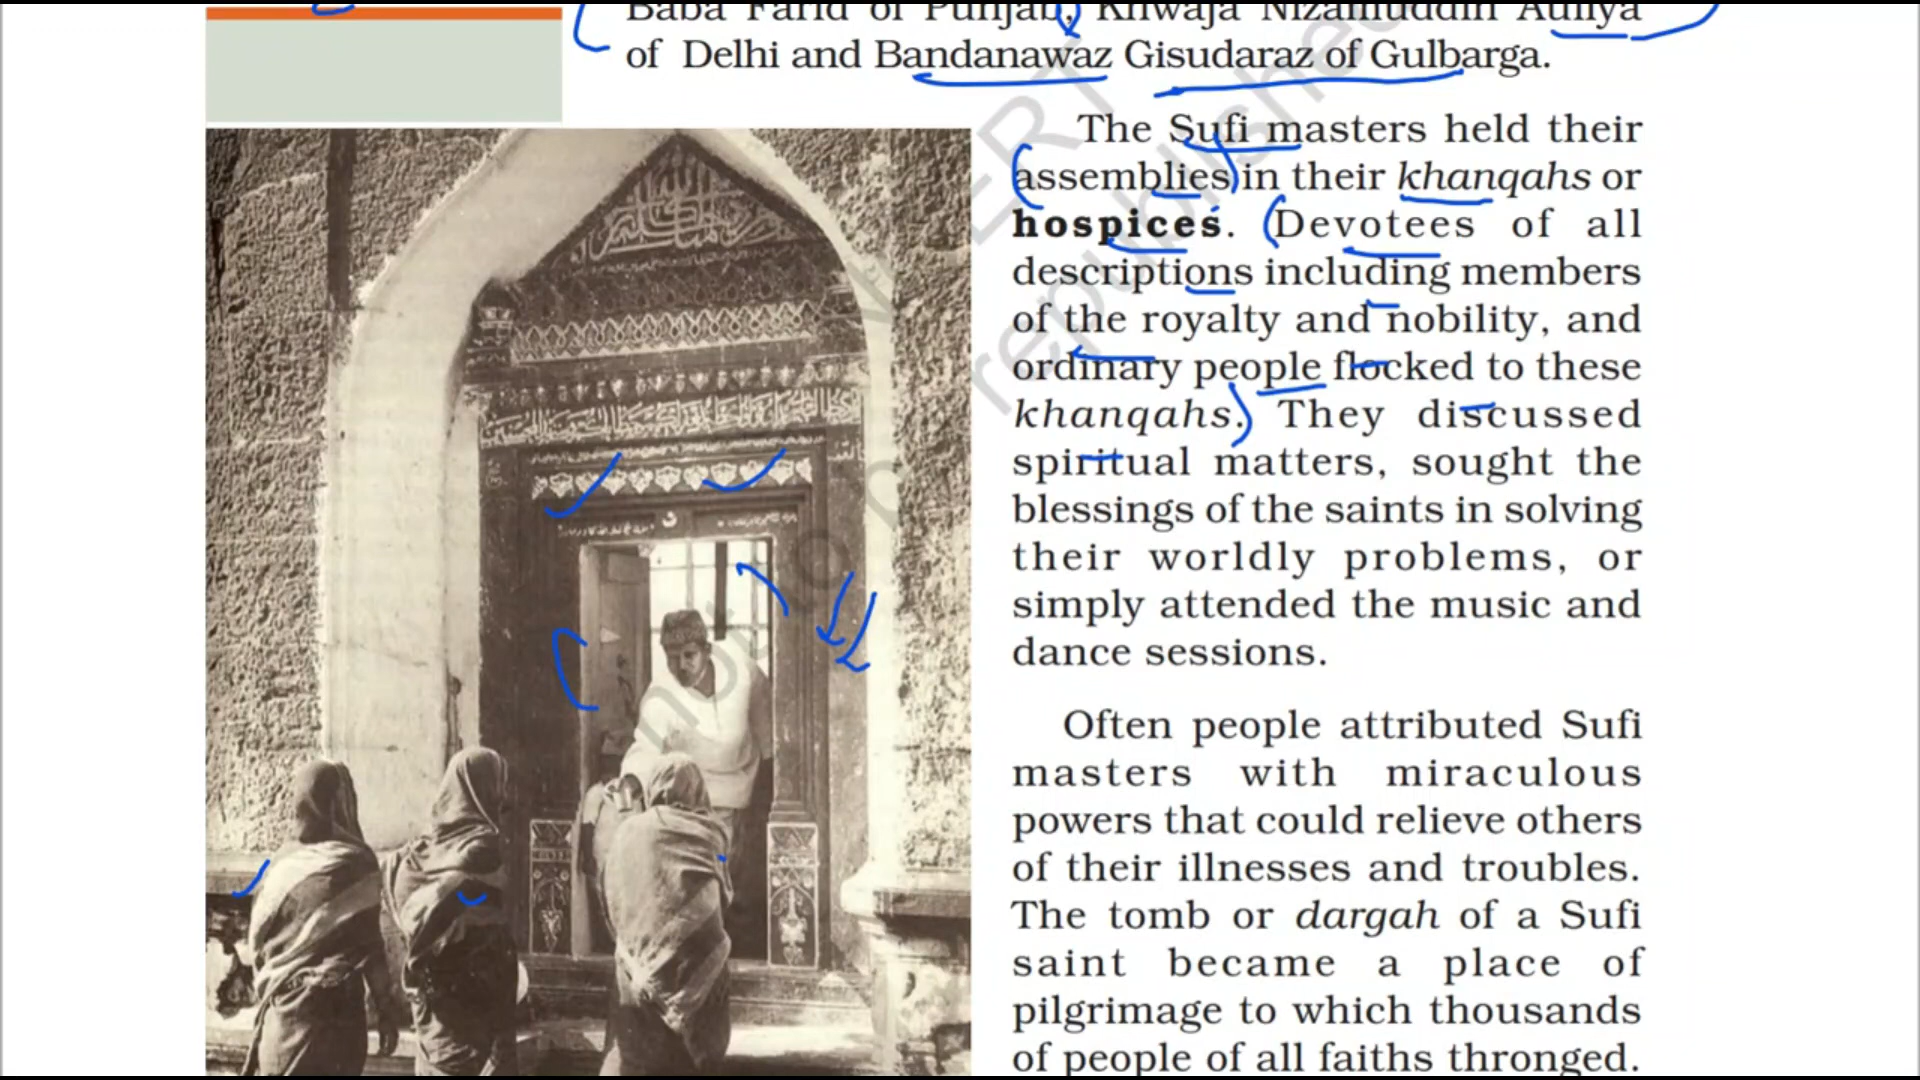 Baba Farid of Punjab, Khwaja Nizamuddin Auliya
of Delhi and Bandanawaz Gisudaraz of Gulbarga.
The Sufi masters held their
assemblies in their khanqahs or
hospices. Devotees of all
descriptions including members
of the royalty and nobility, and
ordinary people flocked to these
khanqahs. They discussed
spiritual matters, sought the
blessings of the saints in solving
their worldly problems, or
simply attended the music and
dance sessions.
Often people attributed Sufi
masters with miraculous
powers that could relieve others
of their illnesses and troubles.
The tomb or dargah of a Sufi
saint became a place of
pilgrimage to which thousands
of people of all faiths thronged.